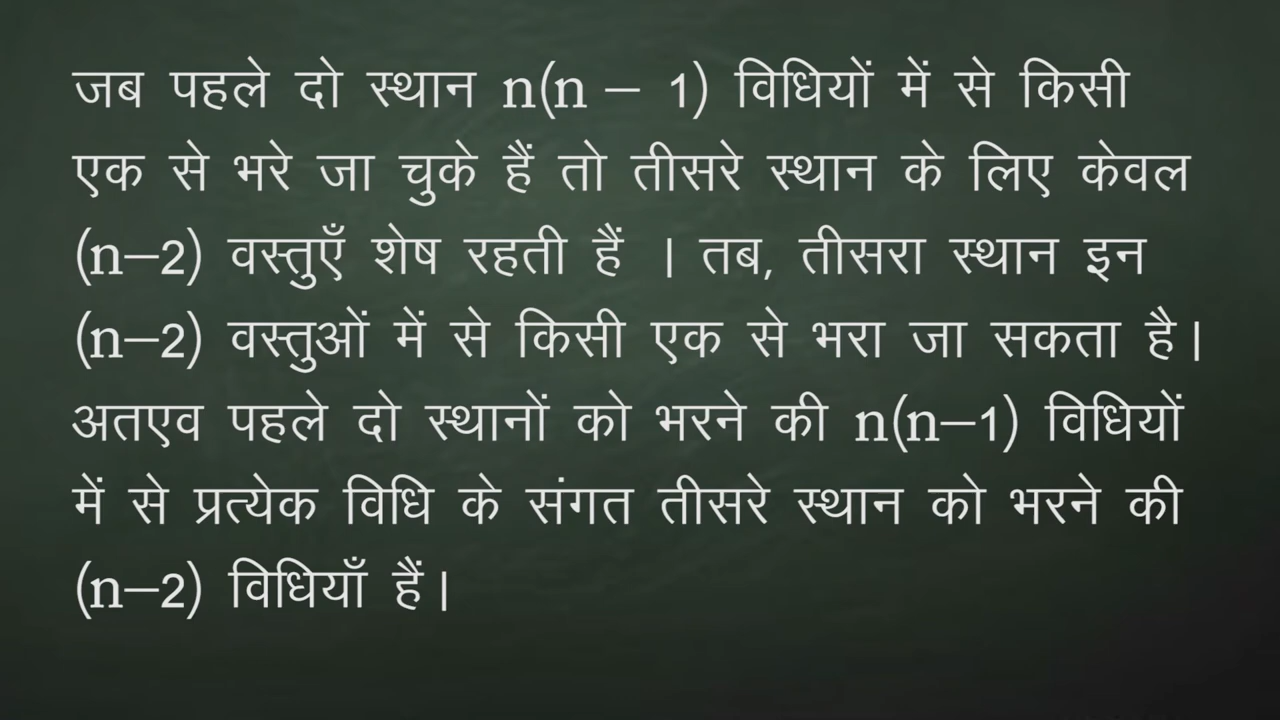 जब पहले दो स्थान n(n – 1) विधियों में से किसी
एक से भरे जा चुके हैं तो तीसरे स्थान के लिए केवल
(n–2) वस्तुएँ शेष रहती हैं । तब, तीसरा स्थान इन
(n–2) वस्तुओं में से किसी एक से भरा जा सकता है।
अतएव पहले दो स्थानों को भरने की n(n–1) विधियों
में से प्रत्येक विधि के संगत तीसरे स्थान को भरने की
(n–2) विधियाँ हैं।